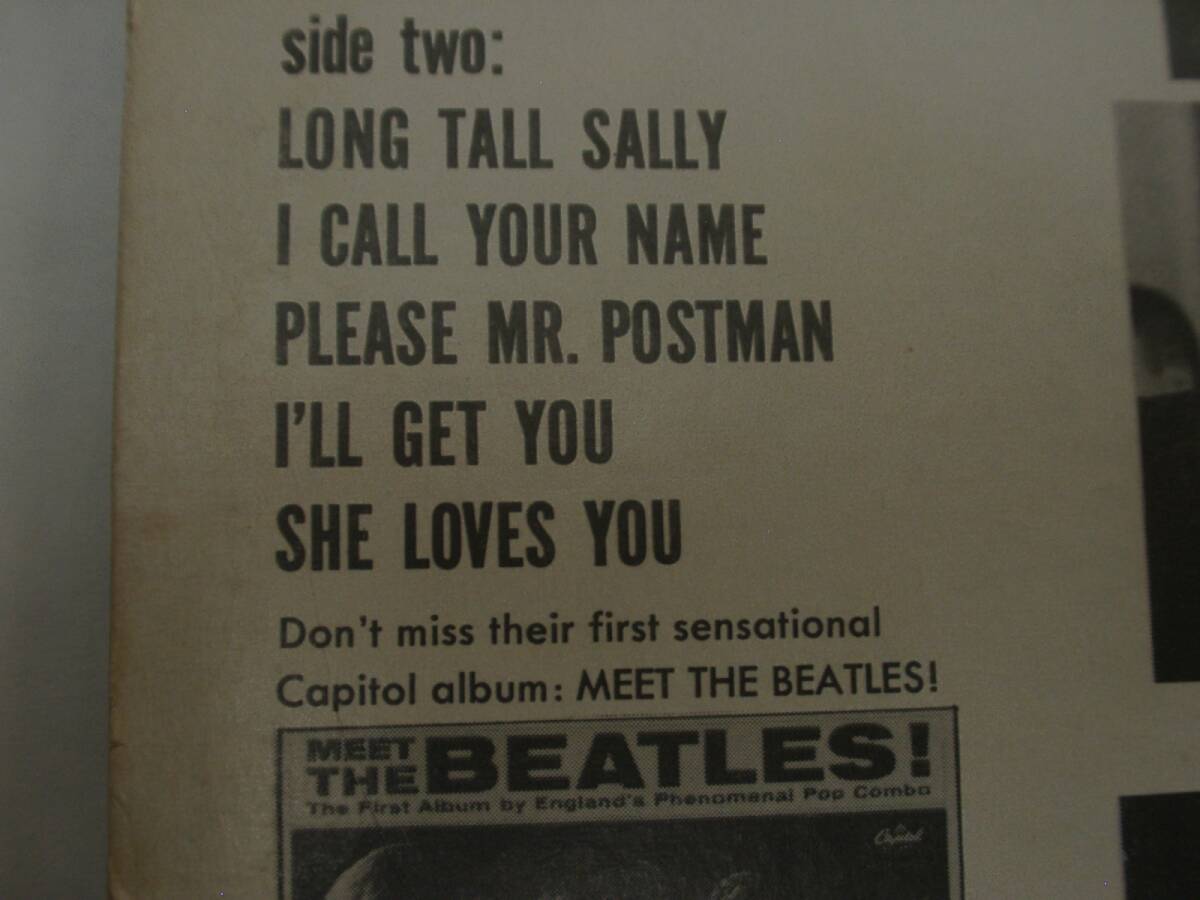 side two:
LONG TALL SALLY
I CALL YOUR NAME
PLEASE MR. POSTMAN
I'LL GET YOU
SHE LOVES YOU
Don't miss their first sensational
Capitol album: MEET THE BEATLES!
MEET THE BEATLES!
The First Album by England's Phenomenal Pop Combo
Capitol